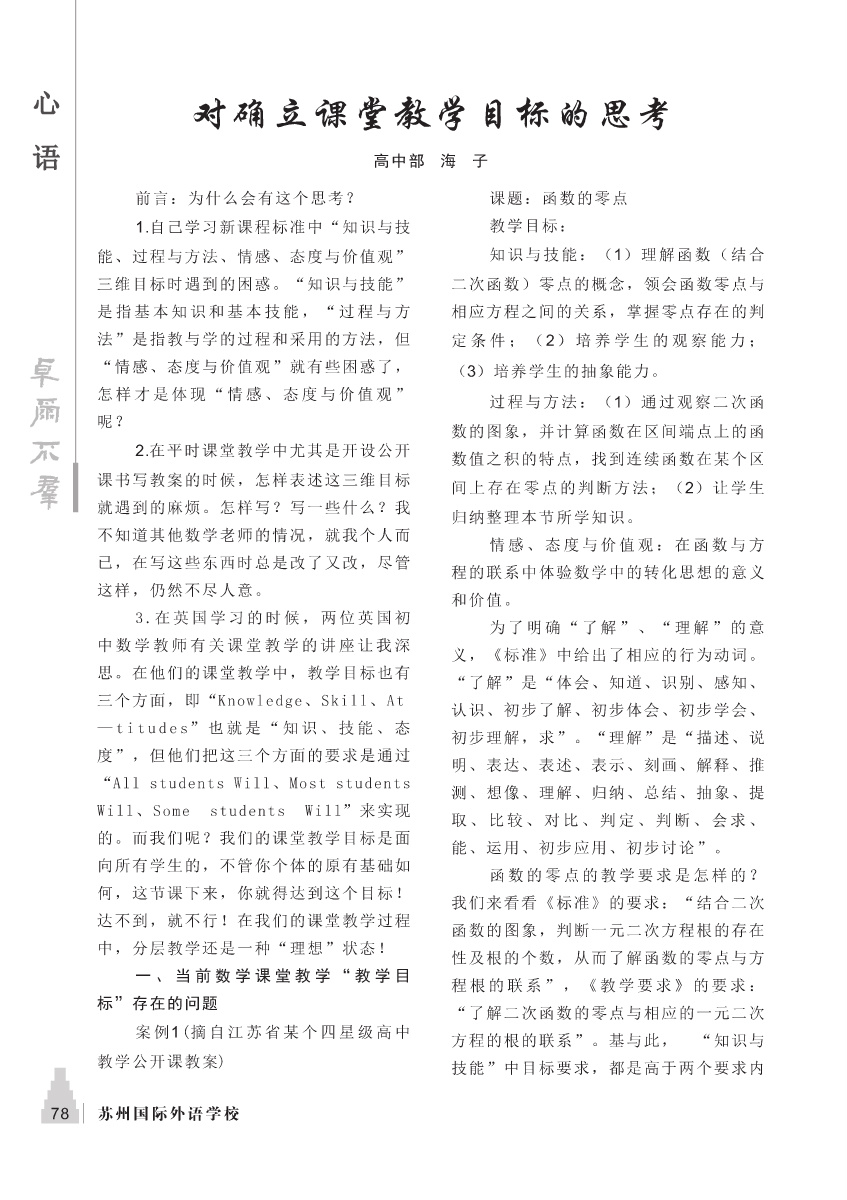 心
语
卓
尔
不
群
对确立课堂教学目标的思考
高中部 海 子
前言：为什么会有这个思考？
1.自己学习新课程标准中“知识与技
能、过程与方法、情感、态度与价值观”
三维目标时遇到的困惑。“知识与技能”
是指基本知识和基本技能，“过程与方
法”是指教与学的过程和采用的方法，但
“情感、态度与价值观”就有些困惑了，
怎样才是体现“情感、态度与价值观”
呢？
2.在平时课堂教学中尤其是开设公开
课书写教案的时候，怎样表述这三维目标
就遇到的麻烦。怎样写？写一些什么？我
不知道其他数学老师的情况，就我个人而
已，在写这些东西时总是改了又改，尽管
这样，仍然不尽人意。
3.在英国学习的时候，两位英国初
中数学教师有关课堂教学的讲座让我深
思。在他们的课堂教学中，教学目标也有
三个方面，即“Knowledge、Skill、At
—titudes”也就是“知识、技能、态
度”，但他们把这三个方面的要求是通过
“All students Will、Most students
Will、Some students Will”来实现
的。而我们呢？我们的课堂教学目标是面
向所有学生的，不管你个体的原有基础如
何，这节课下来，你就得达到这个目标！
达不到，就不行！在我们的课堂教学过程
中，分层教学还是一种“理想”状态！
一、当前数学课堂教学“教学目
标”存在的问题
案例1(摘自江苏省某个四星级高中
教学公开课教案)
课题：函数的零点
教学目标：
知识与技能：（1）理解函数（结合
二次函数）零点的概念，领会函数零点与
相应方程之间的关系，掌握零点存在的判
定条件；（2）培养学生的观察能力；
（3）培养学生的抽象能力。
过程与方法：（1）通过观察二次函
数的图象，并计算函数在区间端点上的函
数值之积的特点，找到连续函数在某个区
间上存在零点的判断方法；（2）让学生
归纳整理本节所学知识。
情感、态度与价值观：在函数与方
程的联系中体验数学中的转化思想的意义
和价值。
为了明确“了解”、“理解”的意
义，《标准》中给出了相应的行为动词。
“了解”是“体会、知道、识别、感知、
认识、初步了解、初步体会、初步学会、
初步理解，求”。“理解”是“描述、说
明、表达、表述、表示、刻画、解释、推
测、想像、理解、归纳、总结、抽象、提
取、比较、对比、判定、判断、会求、
能、运用、初步应用、初步讨论”。
函数的零点的教学要求是怎样的？
我们来看看《标准》的要求：“结合二次
函数的图象，判断一元二次方程根的存在
性及根的个数，从而了解函数的零点与方
程根的联系”，《教学要求》的要求：
“了解二次函数的零点与相应的一元二次
方程的根的联系”。基与此， “知识与
技能”中目标要求，都是高于两个要求内
78 苏州国际外语学校